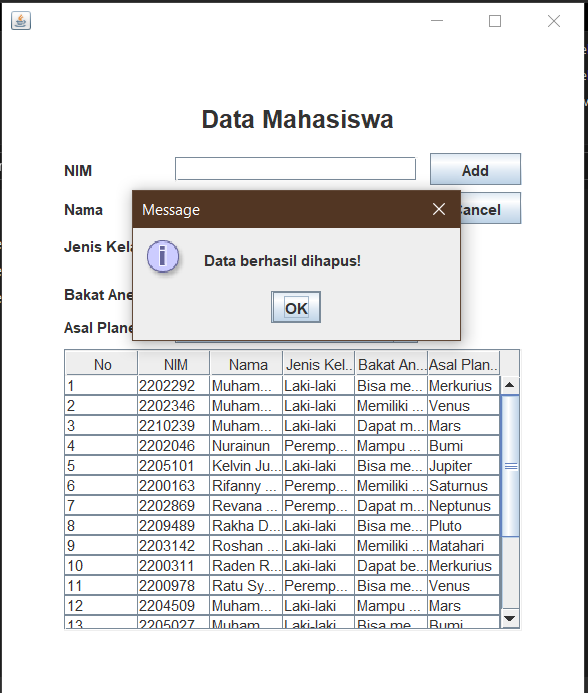 Data Mahasiswa
NIM Add
Nama Cancel
Message
Jenis Kela
Data berhasil dihapus!
Bakat Ane
OK
Asal Plane
No NIM Nama Jenis Kel... Bakat An... Asal Plan...
1 2202292 Muham... Laki-laki Bisa me... Merkurius
2 2202346 Muham... Laki-laki Memiliki ... Venus
3 2210239 Muham... Laki-laki Dapat m... Mars
4 2202046 Nurainun Peremp... Mampu ... Bumi
5 2205101 Kelvin Ju... Laki-laki Bisa me... Jupiter
6 2200163 Rifanny ... Peremp... Memiliki ... Saturnus
7 2202869 Revana ... Peremp... Dapat m... Neptunus
8 2209489 Rakha D... Laki-laki Bisa me... Pluto
9 2203142 Roshan ... Laki-laki Memiliki ... Matahari
10 2200311 Raden R... Laki-laki Dapat be... Merkurius
11 2200978 Ratu Sy... Peremp... Bisa me... Venus
12 2204509 Muham... Laki-laki Mampu ... Mars
13 2205027 Muham... Laki-laki Bisa me... Bumi